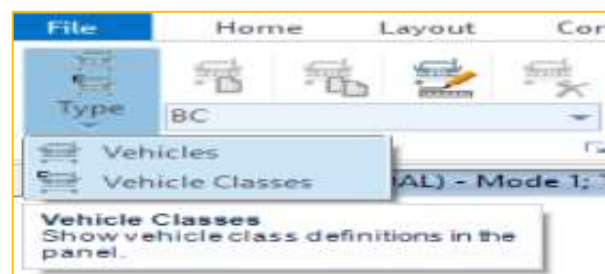 File Home Layout Cor
Type
BC
Vehicles
Vehicle Classes
AL) - Mode 1;
Vehicle Classes
Show vehicle class definitions in the
panel.